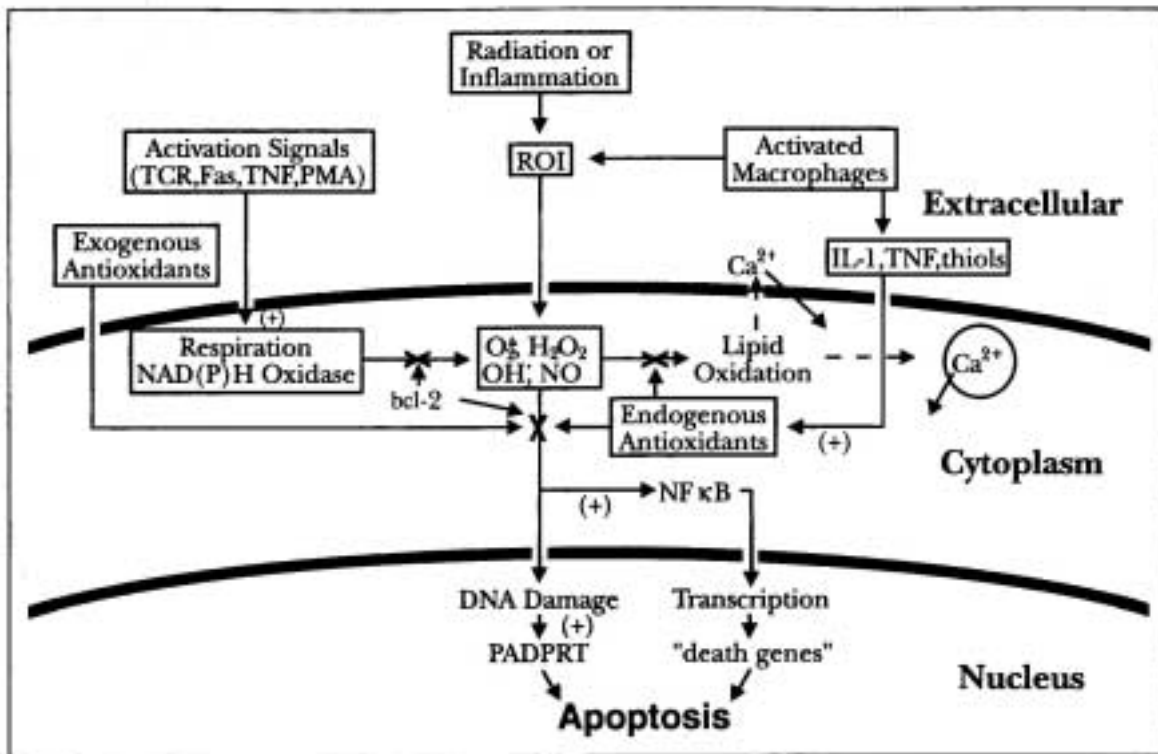 Radiation or
Inflammation
Activation Signals
(TCR,Fas,TNF,PMA)
ROI
Activated
Macrophages
Extracellular
Exogenous
Antioxidants
IL-1,TNF,thiols
Ca²⁺
(+)
Respiration
NAD(P)H Oxidase
H₂O₂
OH, NO
Lipid
Oxidation
Ca²⁺
bcl-2
Endogenous
Antioxidants
(+)
Cytoplasm
(+)
NFκB
DNA Damage
Transcription
(+)
PADPRT
"death genes"
Nucleus
Apoptosis